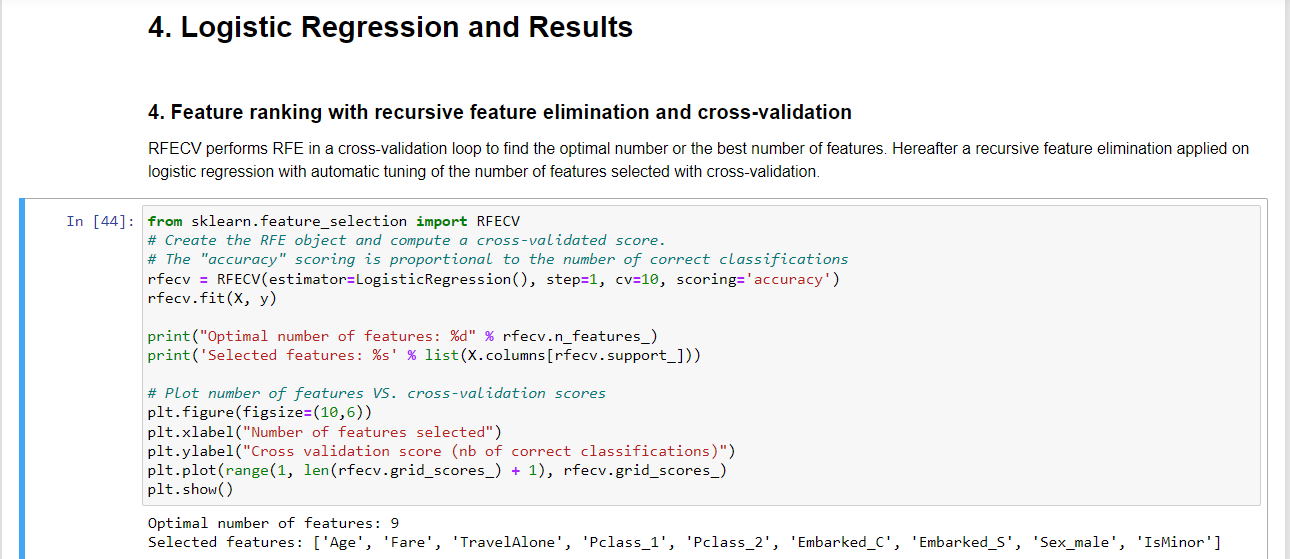 4. Logistic Regression and Results
4. Feature ranking with recursive feature elimination and cross-validation
RFECV performs RFE in a cross-validation loop to find the optimal number or the best number of features. Hereafter a recursive feature elimination applied on
logistic regression with automatic tuning of the number of features selected with cross-validation.
In [44]: from sklearn.feature_selection import RFECV
# Create the RFE object and compute a cross-validated score.
# The "accuracy" scoring is proportional to the number of correct classifications
rfecv = RFECV(estimator=LogisticRegression(), step=1, cv=10, scoring='accuracy')
rfecv.fit(X, y)
print("Optimal number of features: %d" % rfecv.n_features_)
print('Selected features: %s' % list(X.columns[rfecv.support_]))
# Plot number of features VS. cross-validation scores
plt.figure(figsize=(10,6))
plt.xlabel("Number of features selected")
plt.ylabel("Cross validation score (nb of correct classifications)")
plt.plot(range(1, len(rfecv.grid_scores_) + 1), rfecv.grid_scores_)
plt.show()
Optimal number of features: 9
Selected features: ['Age', 'Fare', 'TravelAlone', 'Pclass_1', 'Pclass_2', 'Embarked_C', 'Embarked_S', 'Sex_male', 'IsMinor']